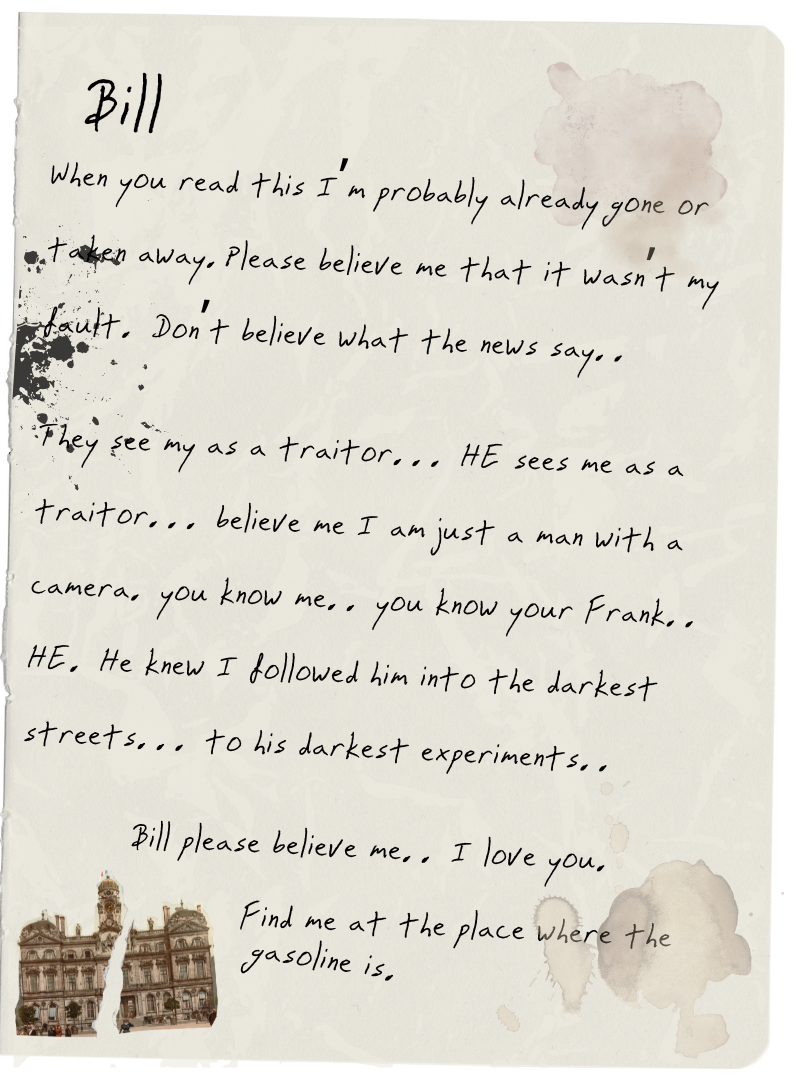 Bill
When you read this I'm probably already gone or
taken away. Please believe me that it wasn't my
fault. Don't believe what the news say..
They see my as a traitor... HE sees me as a
traitor... believe me I am just a man with a
camera. you know me.. you know your Frank..
HE. He knew I followed him into the darkest
streets... to his darkest experiments..
Bill please believe me.. I love you.
Find me at the place where the
gasoline is.